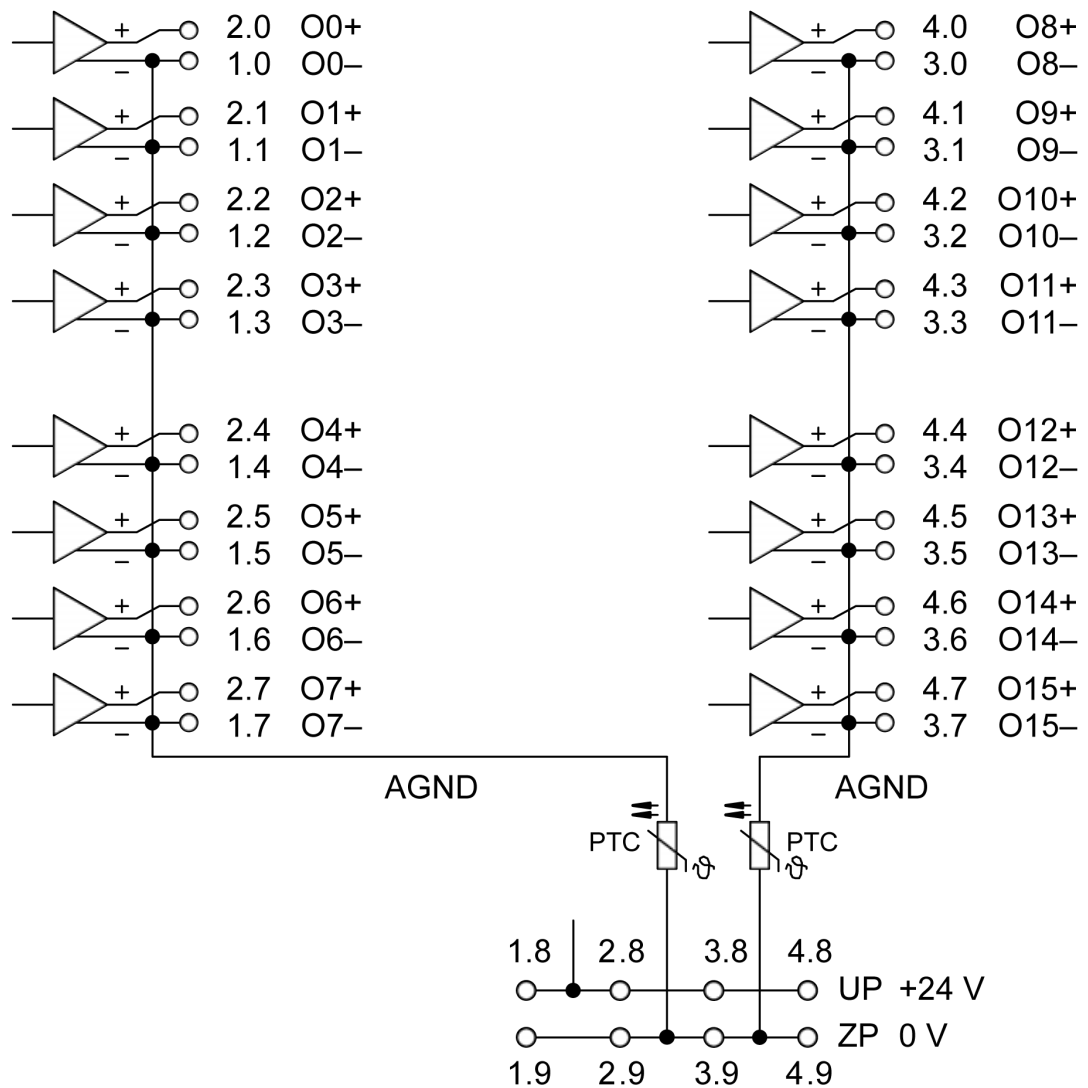 + 2.0 O0+ + 4.0 O8+
– 1.0 O0– – 3.0 O8–
+ 2.1 O1+ + 4.1 O9+
– 1.1 O1– – 3.1 O9–
+ 2.2 O2+ + 4.2 O10+
– 1.2 O2– – 3.2 O10–
+ 2.3 O3+ + 4.3 O11+
– 1.3 O3– – 3.3 O11–
+ 2.4 O4+ + 4.4 O12+
– 1.4 O4– – 3.4 O12–
+ 2.5 O5+ + 4.5 O13+
– 1.5 O5– – 3.5 O13–
+ 2.6 O6+ + 4.6 O14+
– 1.6 O6– – 3.6 O14–
+ 2.7 O7+ + 4.7 O15+
– 1.7 O7– – 3.7 O15–
AGND AGND
PTC PTC
ϑ ϑ
1.8 2.8 3.8 4.8
UP +24 V
ZP 0 V
1.9 2.9 3.9 4.9